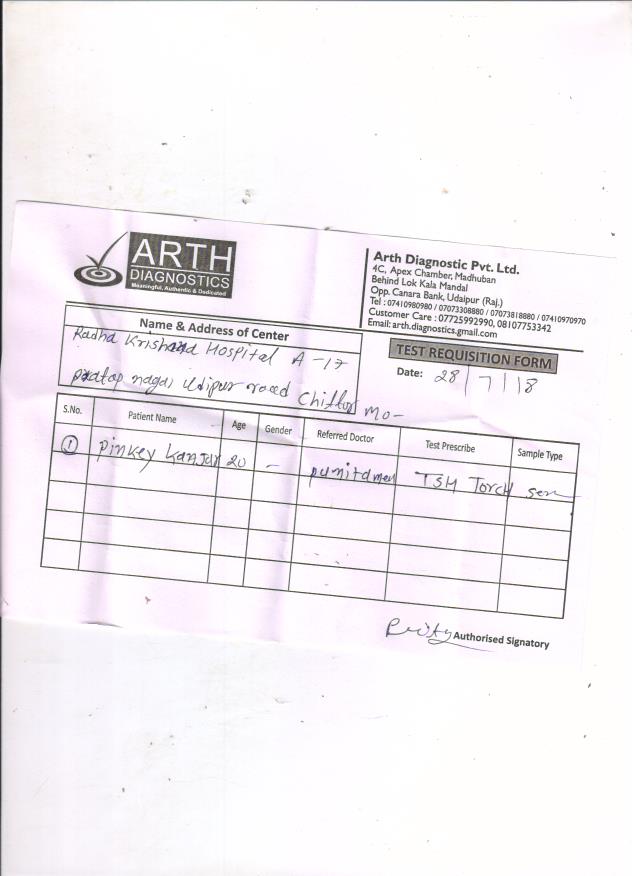 ARTH
DIAGNOSTICS
Meaningful, Authentic & Dedicated
Arth Diagnostic Pvt. Ltd.
4C, Apex Chamber, Madhuban
Behind Lok Kala Mandal
Opp. Canara Bank, Udaipur (Raj.)
Tel : 07410980980 / 07073308880 / 07073818880 / 07410970970
Customer Care : 07725992990, 08107753342
Email: arth.diagnostics.gmail.com
Name & Address of Center
Radha Krishana Hospital A-17
pratap nagar Udipur road Chittor Mo-
TEST REQUISITION FORM
Date: 28/7/18
S.No. Patient Name Age Gender Referred Doctor Test Prescribe Sample Type
1 pinkey Kanjar 20 - TSH Torch
Authorised Signatory